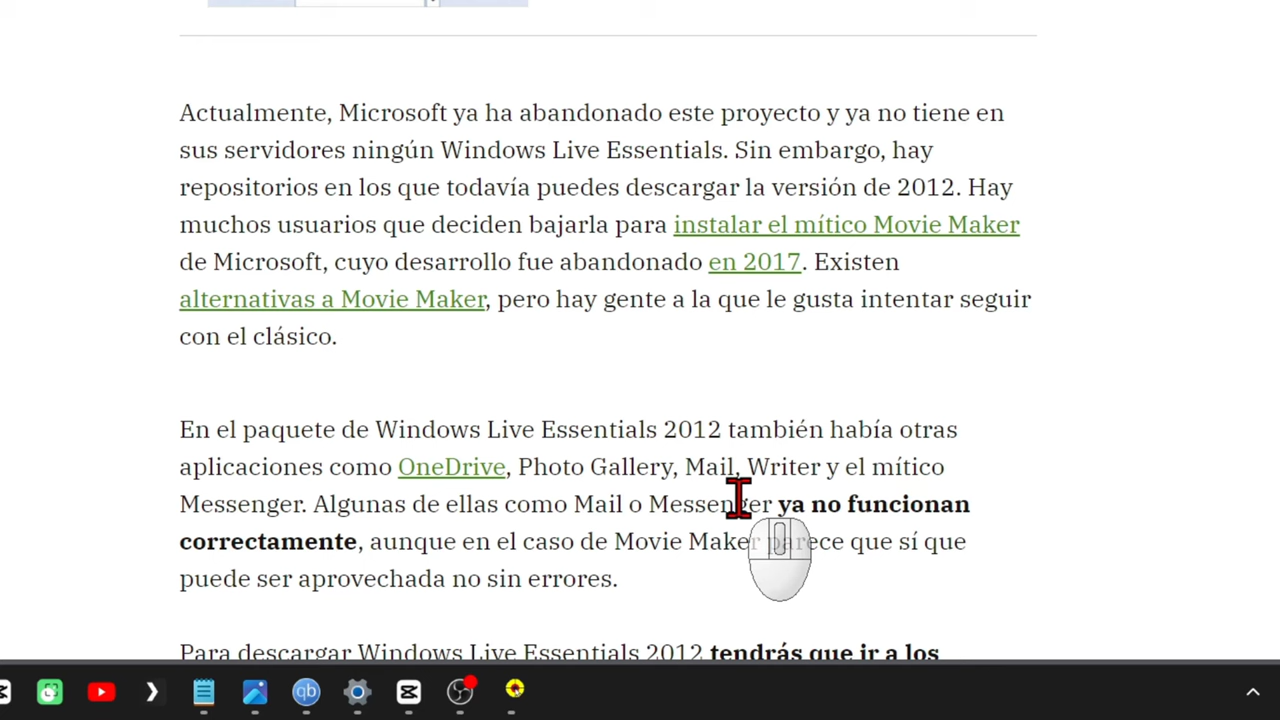 Actualmente, Microsoft ya ha abandonado este proyecto y ya no tiene en
sus servidores ningún Windows Live Essentials. Sin embargo, hay
repositorios en los que todavía puedes descargar la versión de 2012. Hay
muchos usuarios que deciden bajarla para instalar el mítico Movie Maker
de Microsoft, cuyo desarrollo fue abandonado en 2017. Existen
alternativas a Movie Maker, pero hay gente a la que le gusta intentar seguir
con el clásico.
En el paquete de Windows Live Essentials 2012 también había otras
aplicaciones como OneDrive, Photo Gallery, Mail, Writer y el mítico
Messenger. Algunas de ellas como Mail o Messenger ya no funcionan
correctamente, aunque en el caso de Movie Maker parece que sí que
puede ser aprovechada no sin errores.
Para descargar Windows Live Essentials 2012 tendrás que ir a los
qb